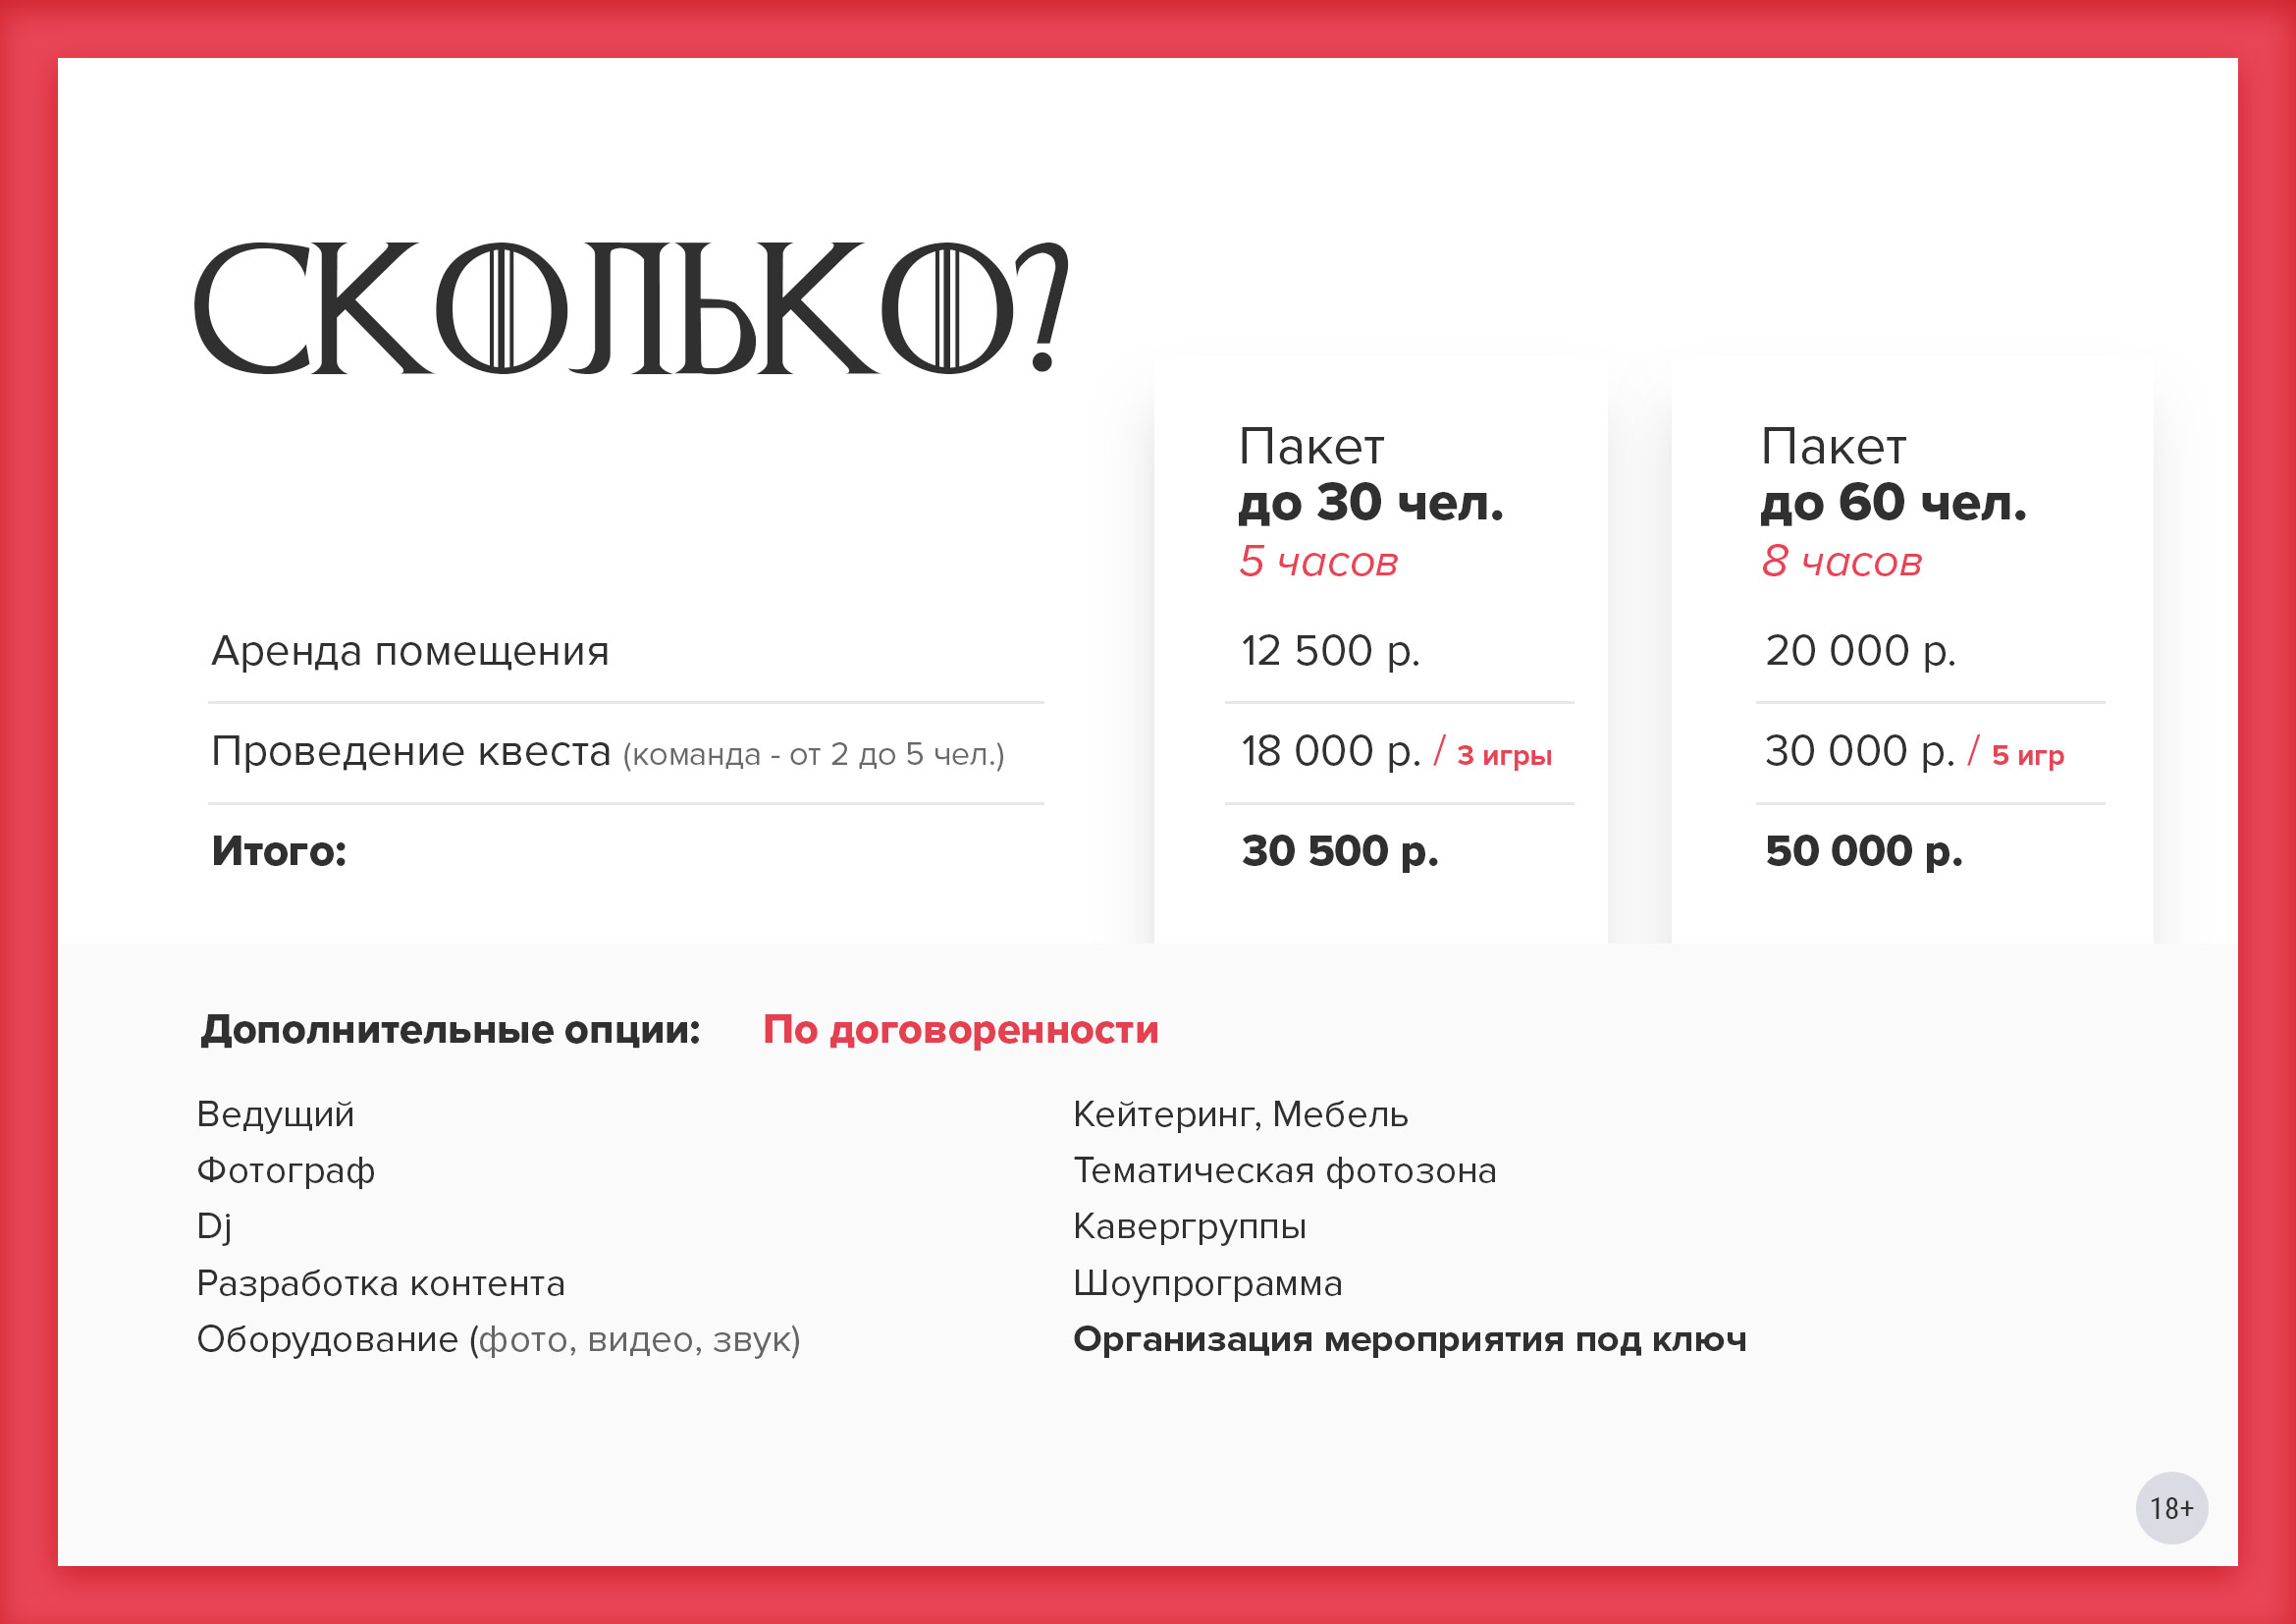 СКОЛЬКО?
Пакет
до 30 чел.
5 часов
Пакет
до 60 чел.
8 часов
Аренда помещения
12 500 р.
20 000 р.
Проведение квеста (команда - от 2 до 5 чел.)
18 000 р. / 3 игры
30 000 р. / 5 игр
Итого:
30 500 р.
50 000 р.
Дополнительные опции:
По договоренности
Ведущий
Фотограф
Dj
Разработка контента
Оборудование (фото, видео, звук)
Кейтеринг, Мебель
Тематическая фотозона
Кавергруппы
Шоупрограмма
Организация мероприятия под ключ
18+